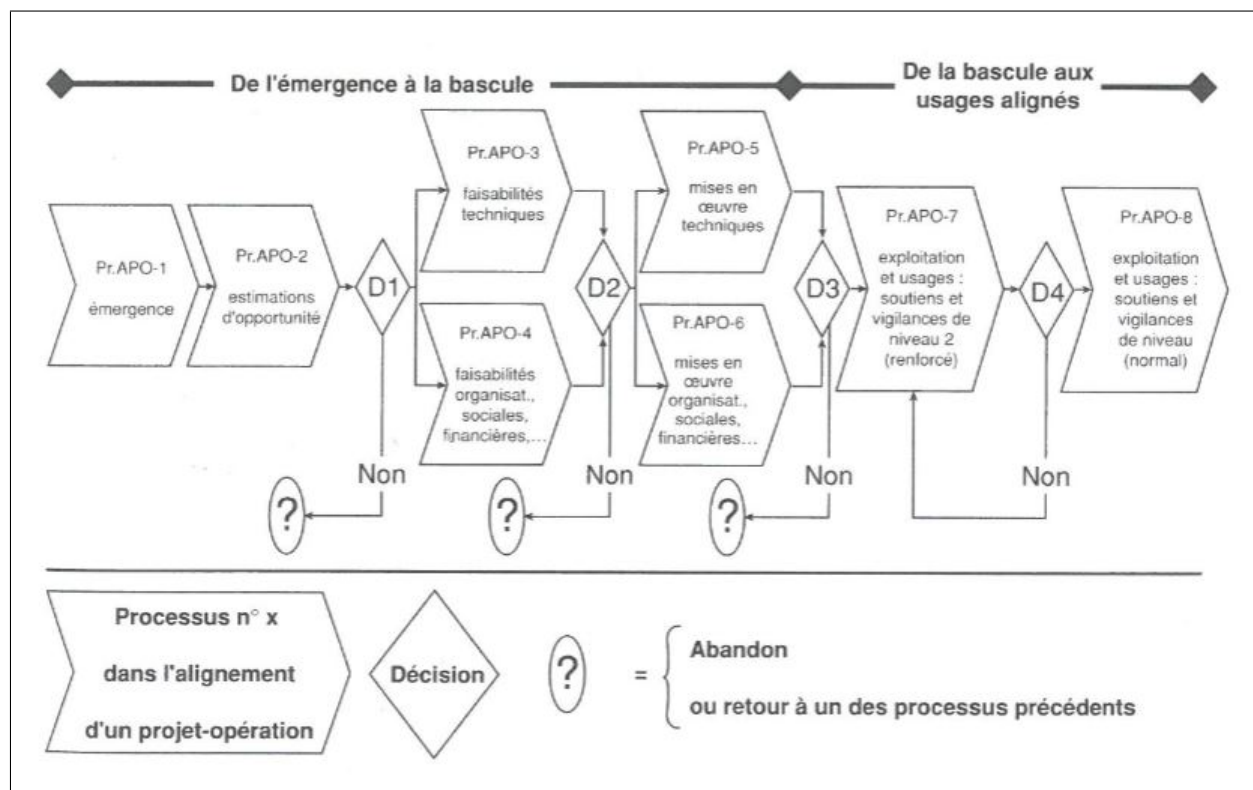 De l'émergence à la bascule
De la bascule aux
usages alignés
Pr.APO-1
émergence
Pr.APO-2
estimations
d'opportunité
D1
Pr.APO-3
faisabilités
techniques
Pr.APO-4
faisabilités
organisat.,
sociales,
financières,...
D2
Pr.APO-5
mises en
œuvre
techniques
Pr.APO-6
mises en
œuvre
organisat.,
sociales,
financières...
D3
Pr.APO-7
exploitation
et usages :
soutiens et
vigilances de
niveau 2
(renforcé)
D4
Pr.APO-8
exploitation
et usages :
soutiens et
vigilances
de niveau
(normal)
Non
Non
Non
Non
?
?
?
Processus n° x
dans l'alignement
d'un projet-opération
Décision
?
=
Abandon
ou retour à un des processus précédents